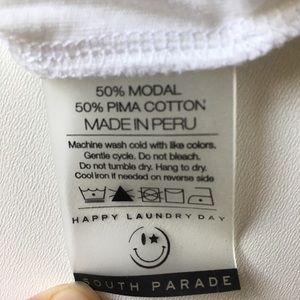 50% MODAL
50% PIMA COTTON
MADE IN PERU
Machine wash cold with like colors.
Gentle cycle. Do not bleach.
Do not tumble dry. Hang to dry.
Cool iron if needed on reverse side
HAPPY LAUNDRY DAY
SOUTH PARADE